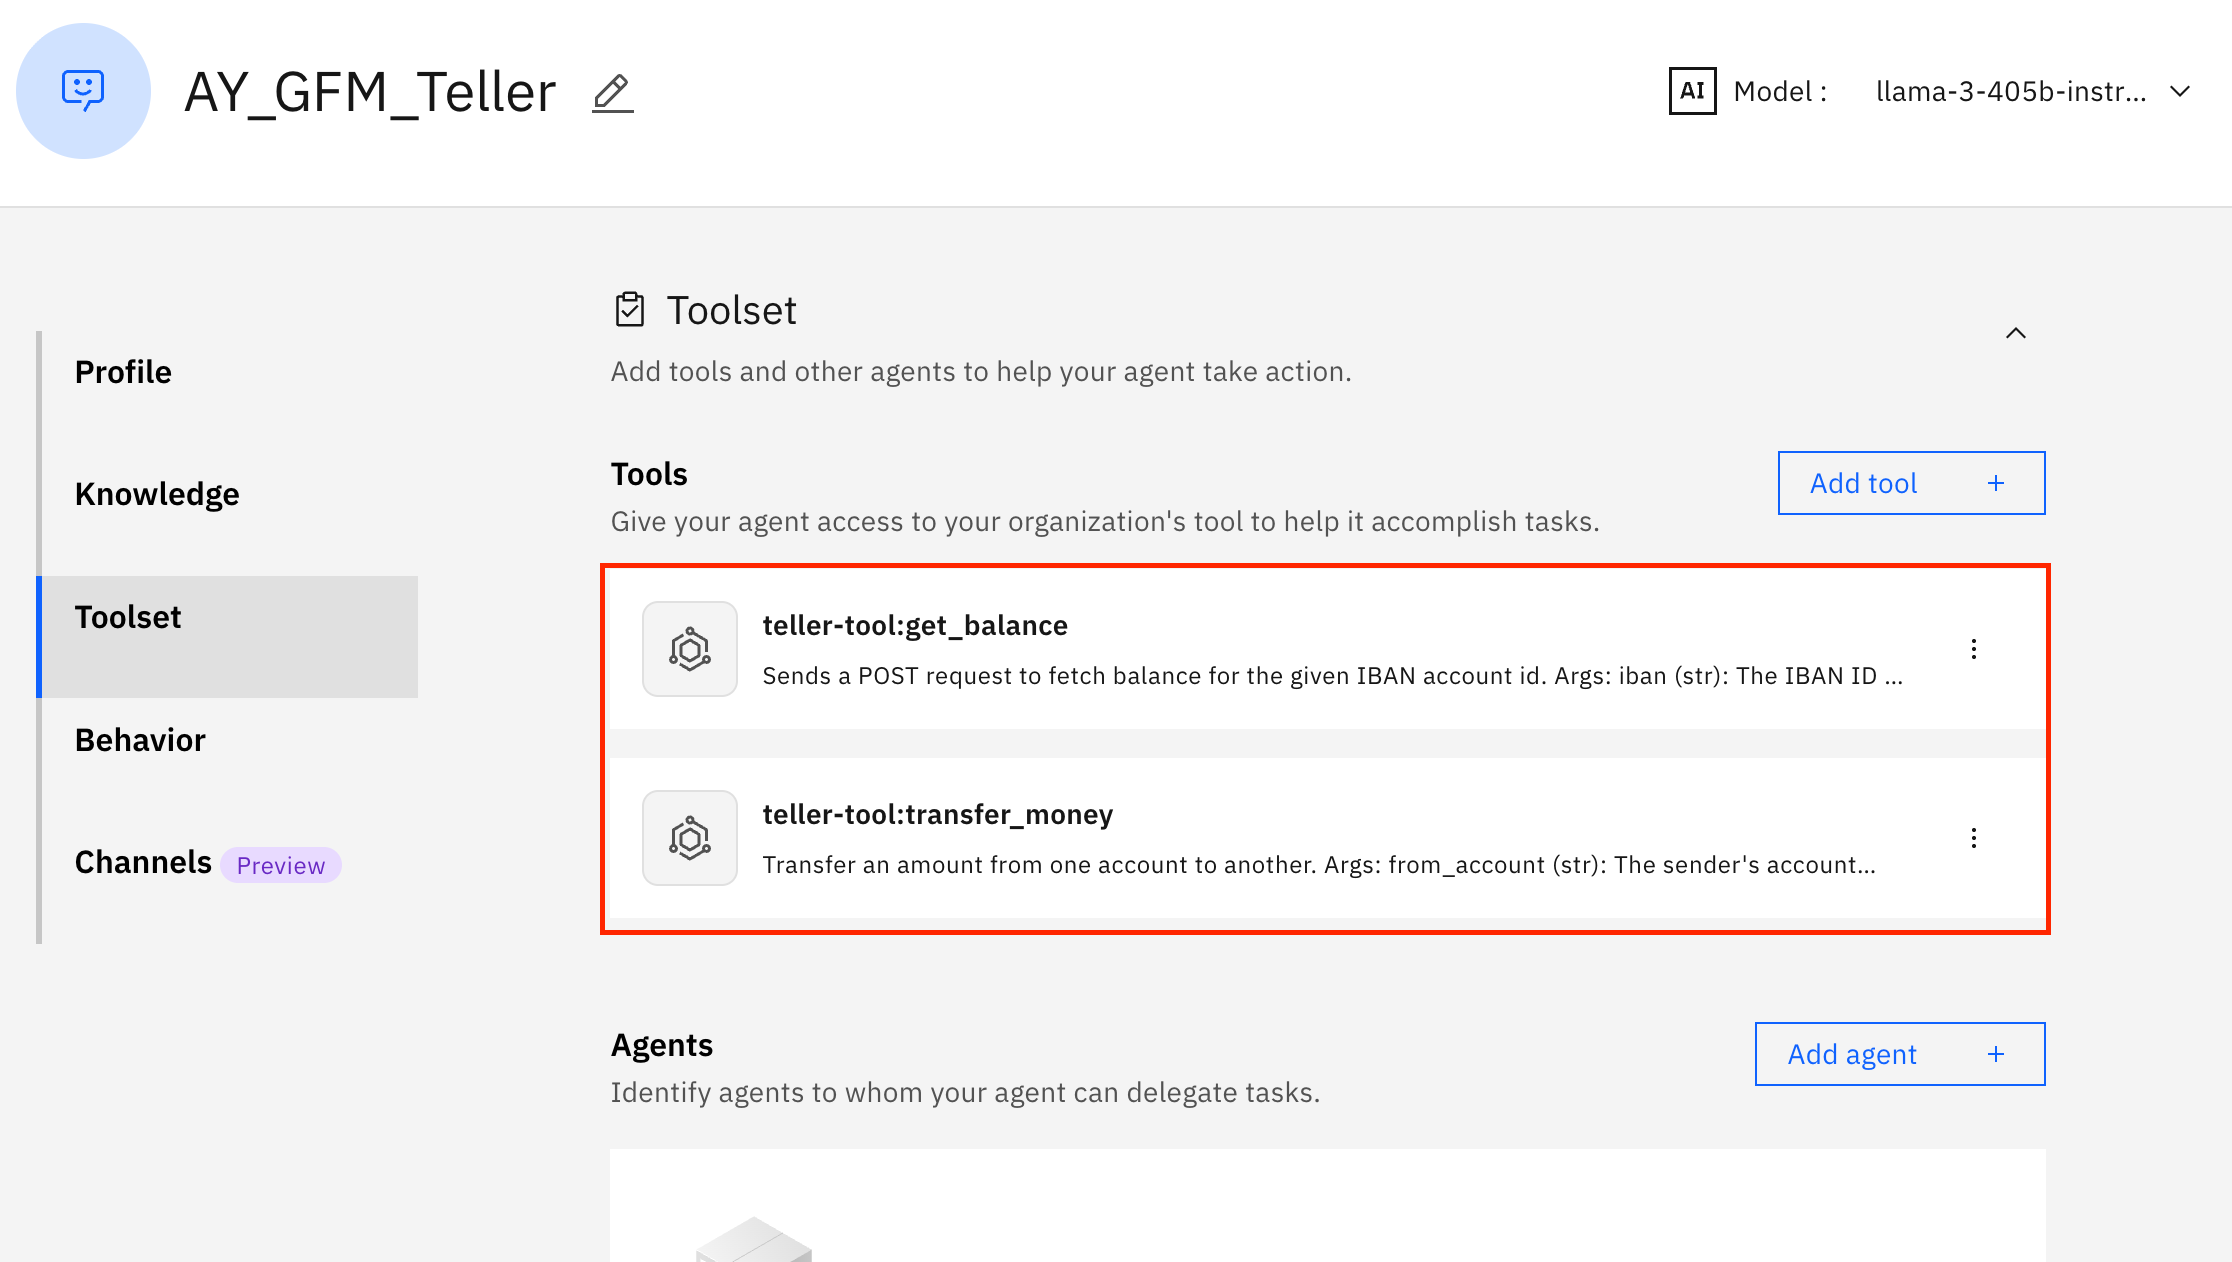 AY_GFM_Teller
AI Model : llama-3-405b-instr...
Profile
Knowledge
Toolset
Behavior
Channels Preview
Toolset
Add tools and other agents to help your agent take action.
Tools
Add tool +
Give your agent access to your organization's tool to help it accomplish tasks.
teller-tool:get_balance
Sends a POST request to fetch balance for the given IBAN account id. Args: iban (str): The IBAN ID ...
teller-tool:transfer_money
Transfer an amount from one account to another. Args: from_account (str): The sender's account...
Agents
Add agent +
Identify agents to whom your agent can delegate tasks.